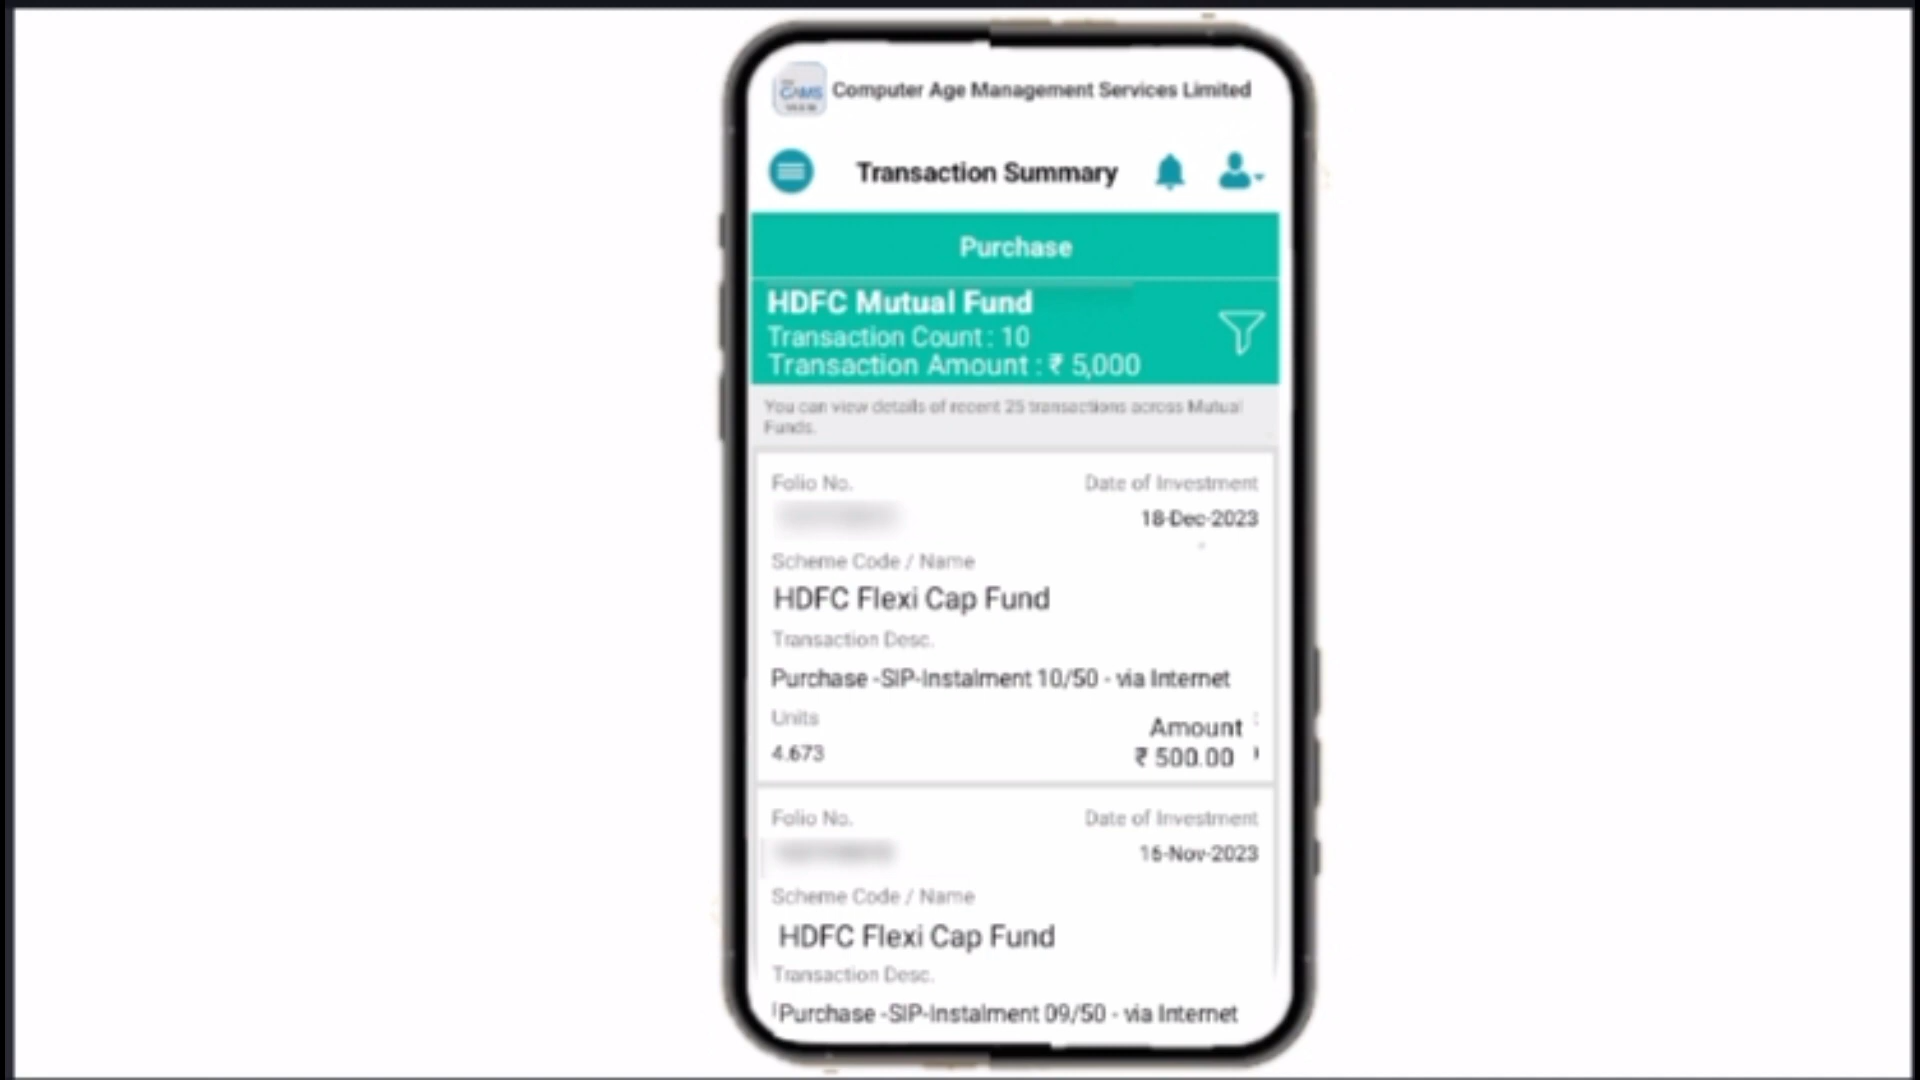 CAMS
Computer Age Management Services Limited
Transaction Summary
Purchase
HDFC Mutual Fund
Transaction Count : 10
Transaction Amount : ₹ 5,000
You can view details of recent 25 transactions across Mutual
Funds.
Folio No. Date of Investment
18-Dec-2023
Scheme Code / Name
HDFC Flexi Cap Fund
Transaction Desc.
Purchase -SIP-Instalment 10/50 - via Internet
Units Amount
4.673 ₹ 500.00
Folio No. Date of Investment
16-Nov-2023
Scheme Code / Name
HDFC Flexi Cap Fund
Transaction Desc.
Purchase -SIP-Instalment 09/50 - via Internet